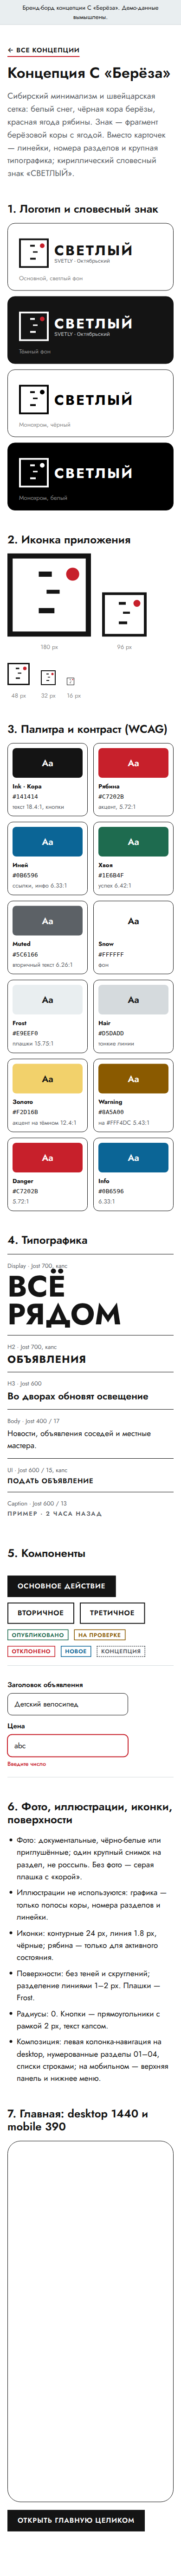 Бренд-борд концепции C «Берёза». Демо-данные
вымышлены.
← ВСЕ КОНЦЕПЦИИ
Концепция C «Берёза»
Сибирский минимализм и швейцарская
сетка: белый снег, чёрная кора берёзы,
красная ягода рябины. Знак — фрагмент
берёзовой коры с ягодой. Вместо карточек
— линейки, номера разделов и крупная
типографика; кириллический словесный
знак «СВЕТЛЫЙ».
1. Логотип и словесный знак
СВЕТЛЫЙ
SVETLY · Октябрьский
Основной, светлый фон
СВЕТЛЫЙ
SVETLY · Октябрьский
Тёмный фон
СВЕТЛЫЙ
Монохром, чёрный
СВЕТЛЫЙ
Монохром, белый
2. Иконка приложения
180 px
96 px
48 px
32 px
16 px
3. Палитра и контраст (WCAG)
Aa
Ink · Кора
#141414
текст 18.4:1, кнопки
Aa
Рябина
#C7202B
акцент, 5.72:1
Aa
Иней
#0B6596
ссылки, инфо 6.33:1
Aa
Хвоя
#1E6B4F
успех 6.42:1
Aa
Muted
#5C6166
вторичный текст 6.26:1
Aa
Snow
#FFFFFF
фон
Aa
Frost
#E9EEF0
плашки 15.75:1
Aa
Hair
#D5DADD
тонкие линии
Aa
Золото
#F2D16B
акцент на тёмном 12.4:1
Aa
Warning
#8A5A00
на #FFF4DC 5.43:1
Aa
Danger
#C7202B
5.72:1
Aa
Info
#0B6596
6.33:1
4. Типографика
Display · Jost 700, капс
ВСЁ
РЯДОМ
H2 · Jost 700, капс
ОБЪЯВЛЕНИЯ
H3 · Jost 600
Во дворах обновят освещение
Body · Jost 400 / 17
Новости, объявления соседей и местные
мастера.
UI · Jost 600 / 15, капс
ПОДАТЬ ОБЪЯВЛЕНИЕ
Caption · Jost 600 / 13
ПРИМЕР · 2 ЧАСА НАЗАД
5. Компоненты
ОСНОВНОЕ ДЕЙСТВИЕ
ВТОРИЧНОЕ
ТРЕТИЧНОЕ
ОПУБЛИКОВАНО
НА ПРОВЕРКЕ
ОТКЛОНЕНО
НОВОЕ
КОНЦЕПЦИЯ
Заголовок объявления
Детский велосипед
Цена
abc
Введите число
6. Фото, иллюстрации, иконки,
поверхности
• Фото: документальные, чёрно-белые или
приглушённые; один крупный снимок на
раздел, не россыпь. Без фото — серая
плашка с «корой».
• Иллюстрации не используются: графика —
только полосы коры, номера разделов и
линейки.
• Иконки: контурные 24 px, линия 1.8 px,
чёрные; рябина — только для активного
состояния.
• Поверхности: без теней и скруглений;
разделение линиями 1–2 px. Плашки —
Frost.
• Радиусы: 0. Кнопки — прямоугольники с
рамкой 2 px, текст капсом.
• Композиция: левая колонка-навигация на
desktop, нумерованные разделы 01–04,
списки строками; на мобильном — верхняя
панель и нижнее меню.
7. Главная: desktop 1440 и
mobile 390
ОТКРЫТЬ ГЛАВНУЮ ЦЕЛИКОМ